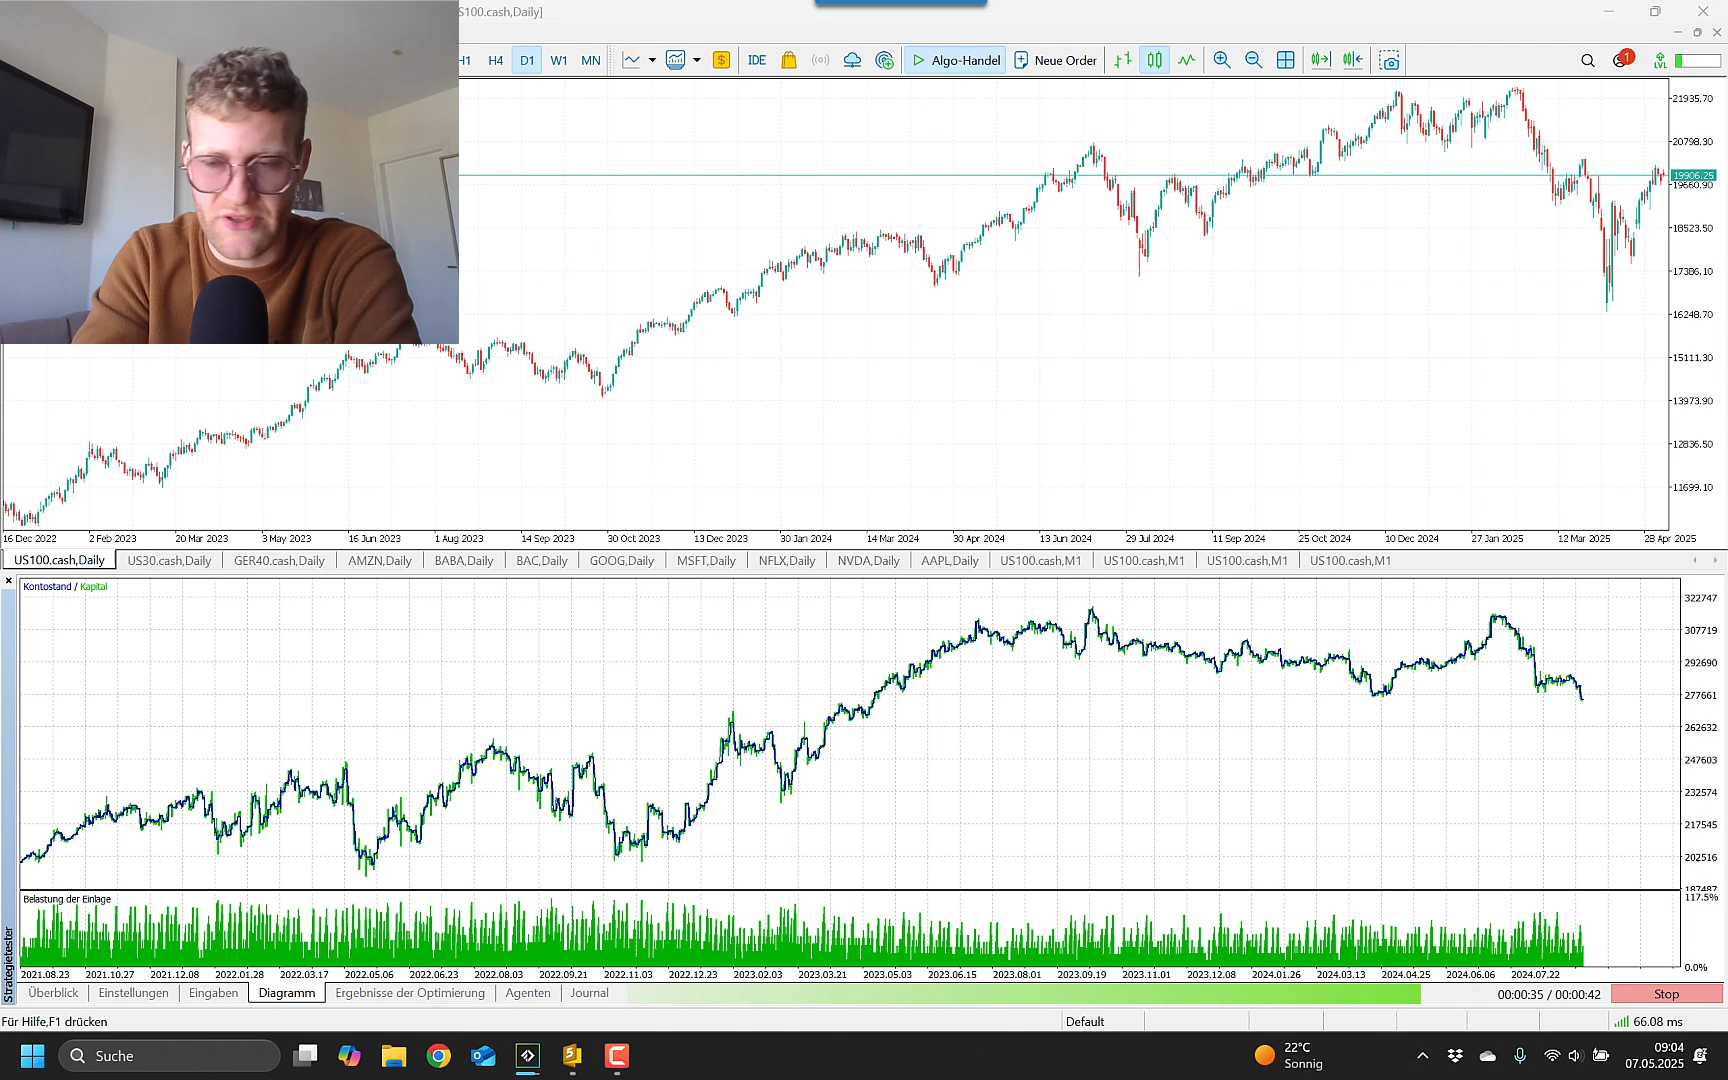 S100.cash,Daily]
H1 H4 D1 W1 MN $ IDE Algo-Handel Neue Order 1 LVL
21935.70
20798.30
19906.25
19660.90
18523.50
17386.10
16248.70
15111.30
13973.90
12836.50
11699.10
16 Dec 2022 2 Feb 2023 20 Mar 2023 3 May 2023 16 Jun 2023 1 Aug 2023 14 Sep 2023 30 Oct 2023 13 Dec 2023 30 Jan 2024 14 Mar 2024 30 Apr 2024 13 Jun 2024 29 Jul 2024 11 Sep 2024 25 Oct 2024 10 Dec 2024 27 Jan 2025 12 Mar 2025 28 Apr 2025
US100.cash,Daily US30.cash,Daily GER40.cash,Daily AMZN,Daily BABA,Daily BAC,Daily GOOG,Daily MSFT,Daily NFLX,Daily NVDA,Daily AAPL,Daily US100.cash,M1 US100.cash,M1 US100.cash,M1 US100.cash,M1
Kontostand / Kapital
322747
307719
292690
277661
262632
247603
232574
217545
202516
187487
Belastung der Einlage
117.5%
0.0%
2021.08.23 2021.10.27 2021.12.08 2022.01.28 2022.03.17 2022.05.06 2022.06.23 2022.08.03 2022.09.21 2022.11.03 2022.12.23 2023.02.03 2023.03.21 2023.05.03 2023.06.15 2023.08.01 2023.09.19 2023.11.01 2023.12.08 2024.01.26 2024.03.13 2024.04.25 2024.06.06 2024.07.22
Strategietester
Überblick Einstellungen Eingaben Diagramm Ergebnisse der Optimierung Agenten Journal 00:00:35 / 00:00:42 Stop
Für Hilfe,F1 drücken Default 66.08 ms
Suche 5 22°C 09:04
Sonnig 07.05.2025